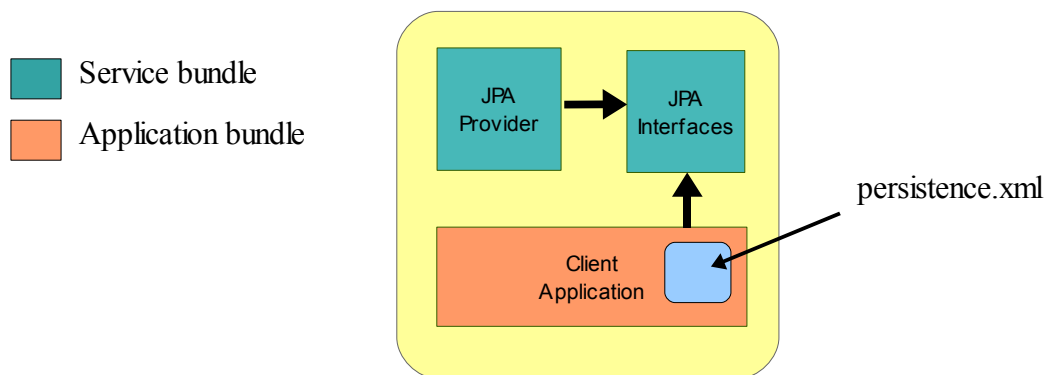 Service bundle
Application bundle
JPA
Provider
JPA
Interfaces
persistence.xml
Client
Application